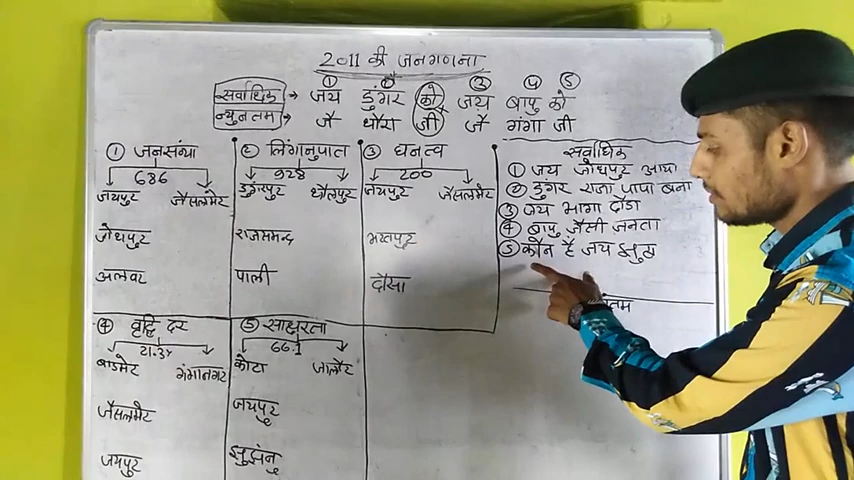 2011 की जनगणना
① ② ③ ④ ⑤
सर्वाधिक → जय डुंगर को जय बापु को
न्युनतम → जै धौरा जी जै गंगा जी
① जनसंख्या
686
जयपुर जैसलमेर
जोधपुर
अलवर
② लिंगानुपात
928
डुंगरपुर धौलपुर
राजसमन्द
पाली
③ घनत्व
200
जयपुर जैसलमेर
भरतपुर
दौसा
सर्वाधिक
① जय जोधपुर आया
② डुंगर राजा पापा बना
③ जय भागा दौडा
④ बापु जैसी जनता
⑤ कौन है जय झुठ
④ वृद्धि दर
21.3%
बाडमेर गंगानगर
जैसलमेर
जयपुर
⑤ साक्षरता
66.1
कोटा जालौर
जयपुर
झुझंनु